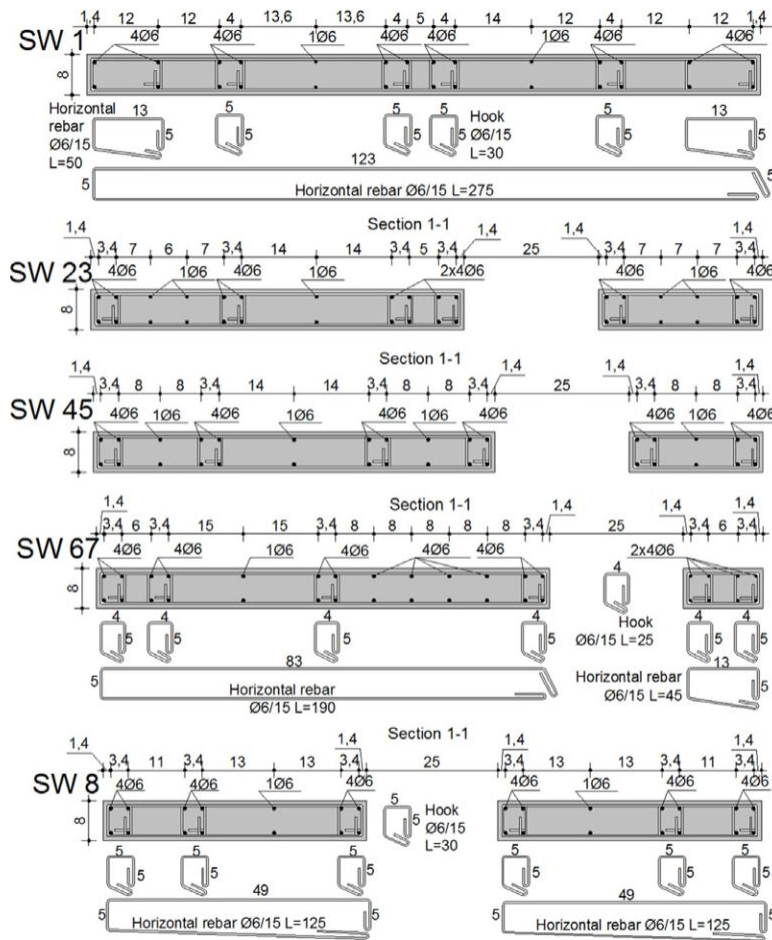 1,4 12 12 4 13,6 13,6 4 5 4 14 12 4 12 12 1,4
SW 1 4Ø6 4Ø6 1Ø6 4Ø6 4Ø6 1Ø6 4Ø6 4Ø6
8
Horizontal
rebar
Ø6/15
L=50
13 5
5 5
5 5
5 5
Hook
Ø6/15
L=30
5 5
13 5
123
5 Horizontal rebar Ø6/15 L=275 5
Section 1-1
1,4 3,4 7 6 7 3,4 14 14 3,4 5 3,4 1,4 25 1,4 3,4 7 7 3,4 1,4
SW 23 4Ø6 1Ø6 4Ø6 1Ø6 2x4Ø6 4Ø6 1Ø6 4Ø6
8
Section 1-1
1,4 3,4 8 8 3,4 14 14 3,4 8 8 3,4 1,4 25 1,4 3,4 8 8 3,4 1,4
SW 45 4Ø6 1Ø6 4Ø6 1Ø6 4Ø6 1Ø6 4Ø6 4Ø6 1Ø6 4Ø6
8
Section 1-1
1,4 3,4 6 3,4 15 15 3,4 8 8 8 8 3,4 1,4 25 1,4 3,4 6 3,4 1,4
SW 67 4Ø6 4Ø6 1Ø6 4Ø6 4Ø6 4Ø6 2x4Ø6
8
4 5
4 5
4 5
4 5
4
Hook
Ø6/15 L=25
4 5
4 5
83
5 Horizontal rebar
Ø6/15 L=190
Horizontal rebar
Ø6/15 L=45
13 5
Section 1-1
1,4 3,4 11 3,4 13 13 3,4 1,4 25 1,4 3,4 13 13 3,4 11 3,4 1,4
SW 8 4Ø6 4Ø6 1Ø6 4Ø6 4Ø6 1Ø6 4Ø6 4Ø6
8
5 5
Hook
Ø6/15
L=30
5 5
5 5
5 5
5 5
5 5
5 5
49
5 Horizontal rebar Ø6/15 L=125 5
49
5 Horizontal rebar Ø6/15 L=125 5